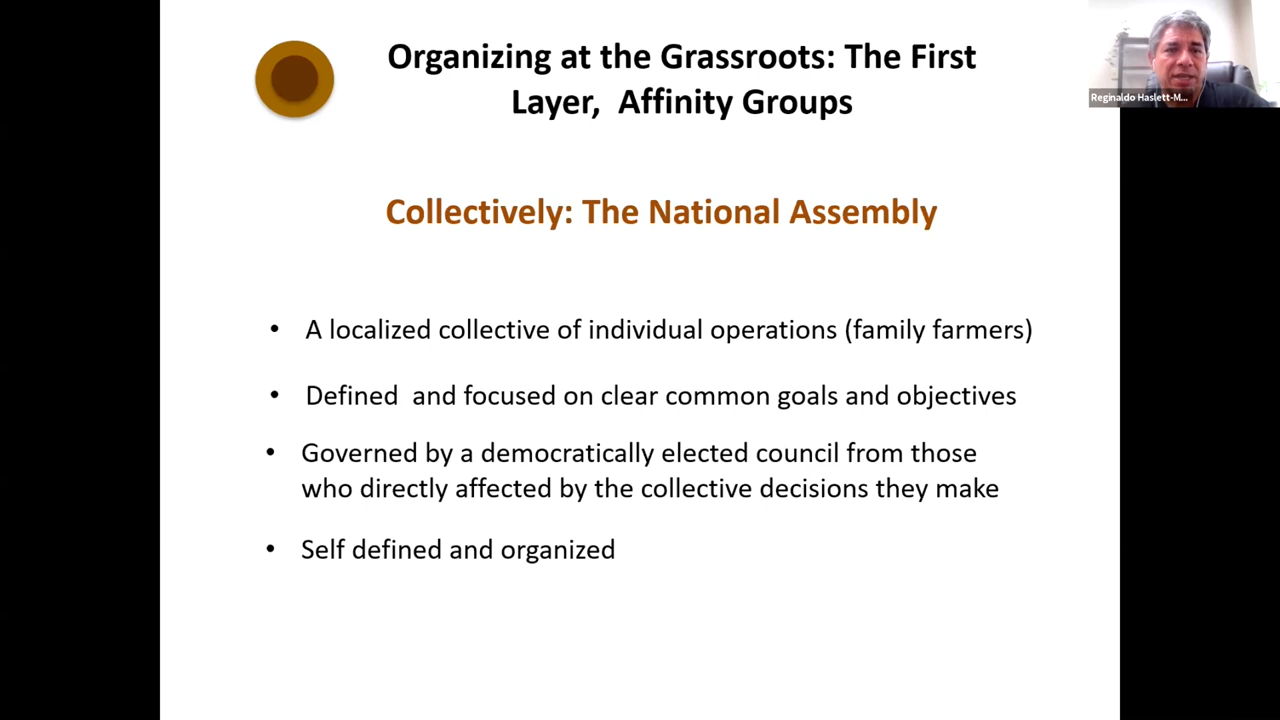 Organizing at the Grassroots: The First
Layer,  Affinity Groups
Reginaldo Haslett-M...
Collectively: The National Assembly
• A localized collective of individual operations (family farmers)
• Defined  and focused on clear common goals and objectives
• Governed by a democratically elected council from those
who directly affected by the collective decisions they make
• Self defined and organized